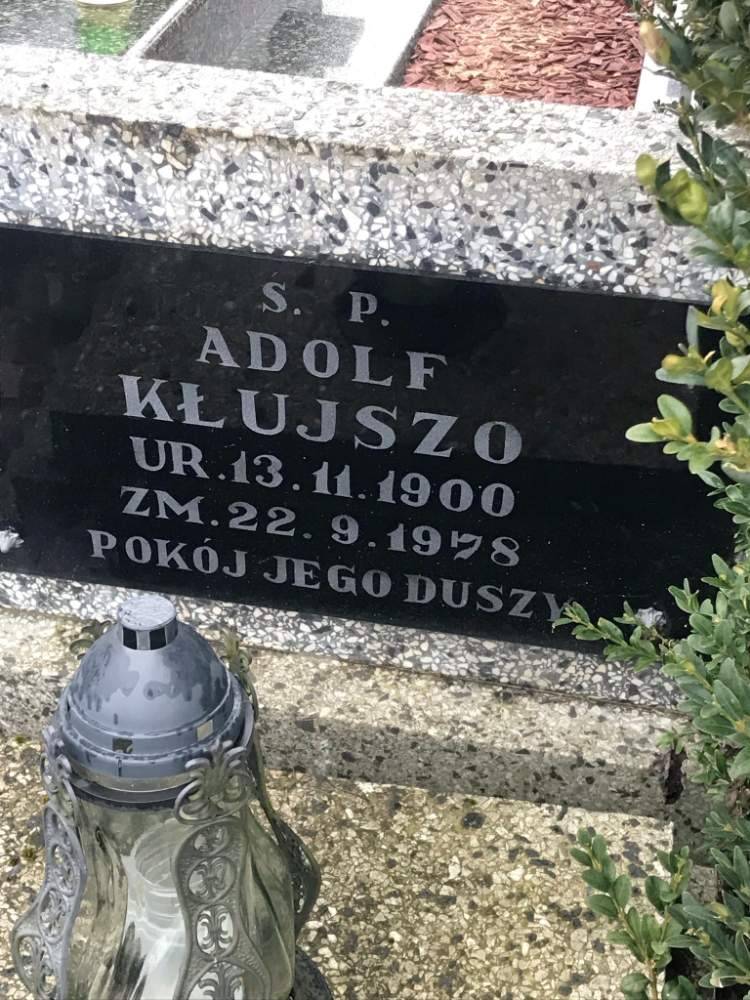 Ś. P.
ADOLF
KŁUJSZO
UR. 13. 11. 1900
ZM. 22. 9. 1978
POKÓJ JEGO DUSZY